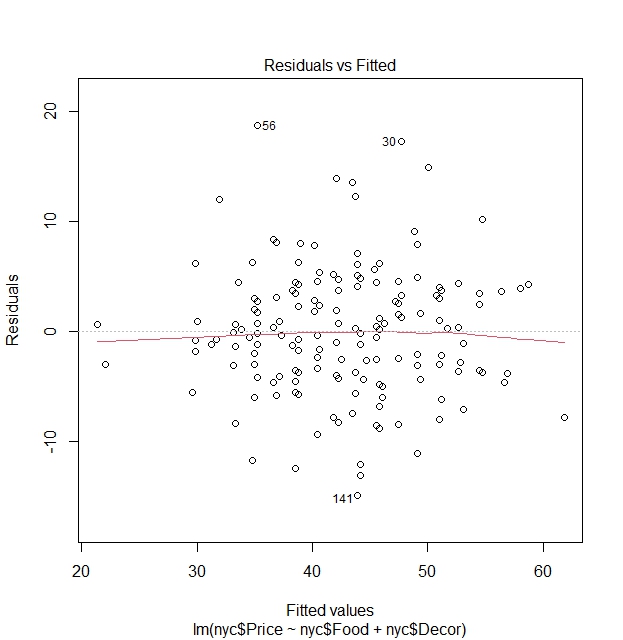 Residuals vs Fitted
20
10
0
-10
Residuals
56
30
141
20 30 40 50 60
Fitted values
lm(nyc$Price ~ nyc$Food + nyc$Decor)